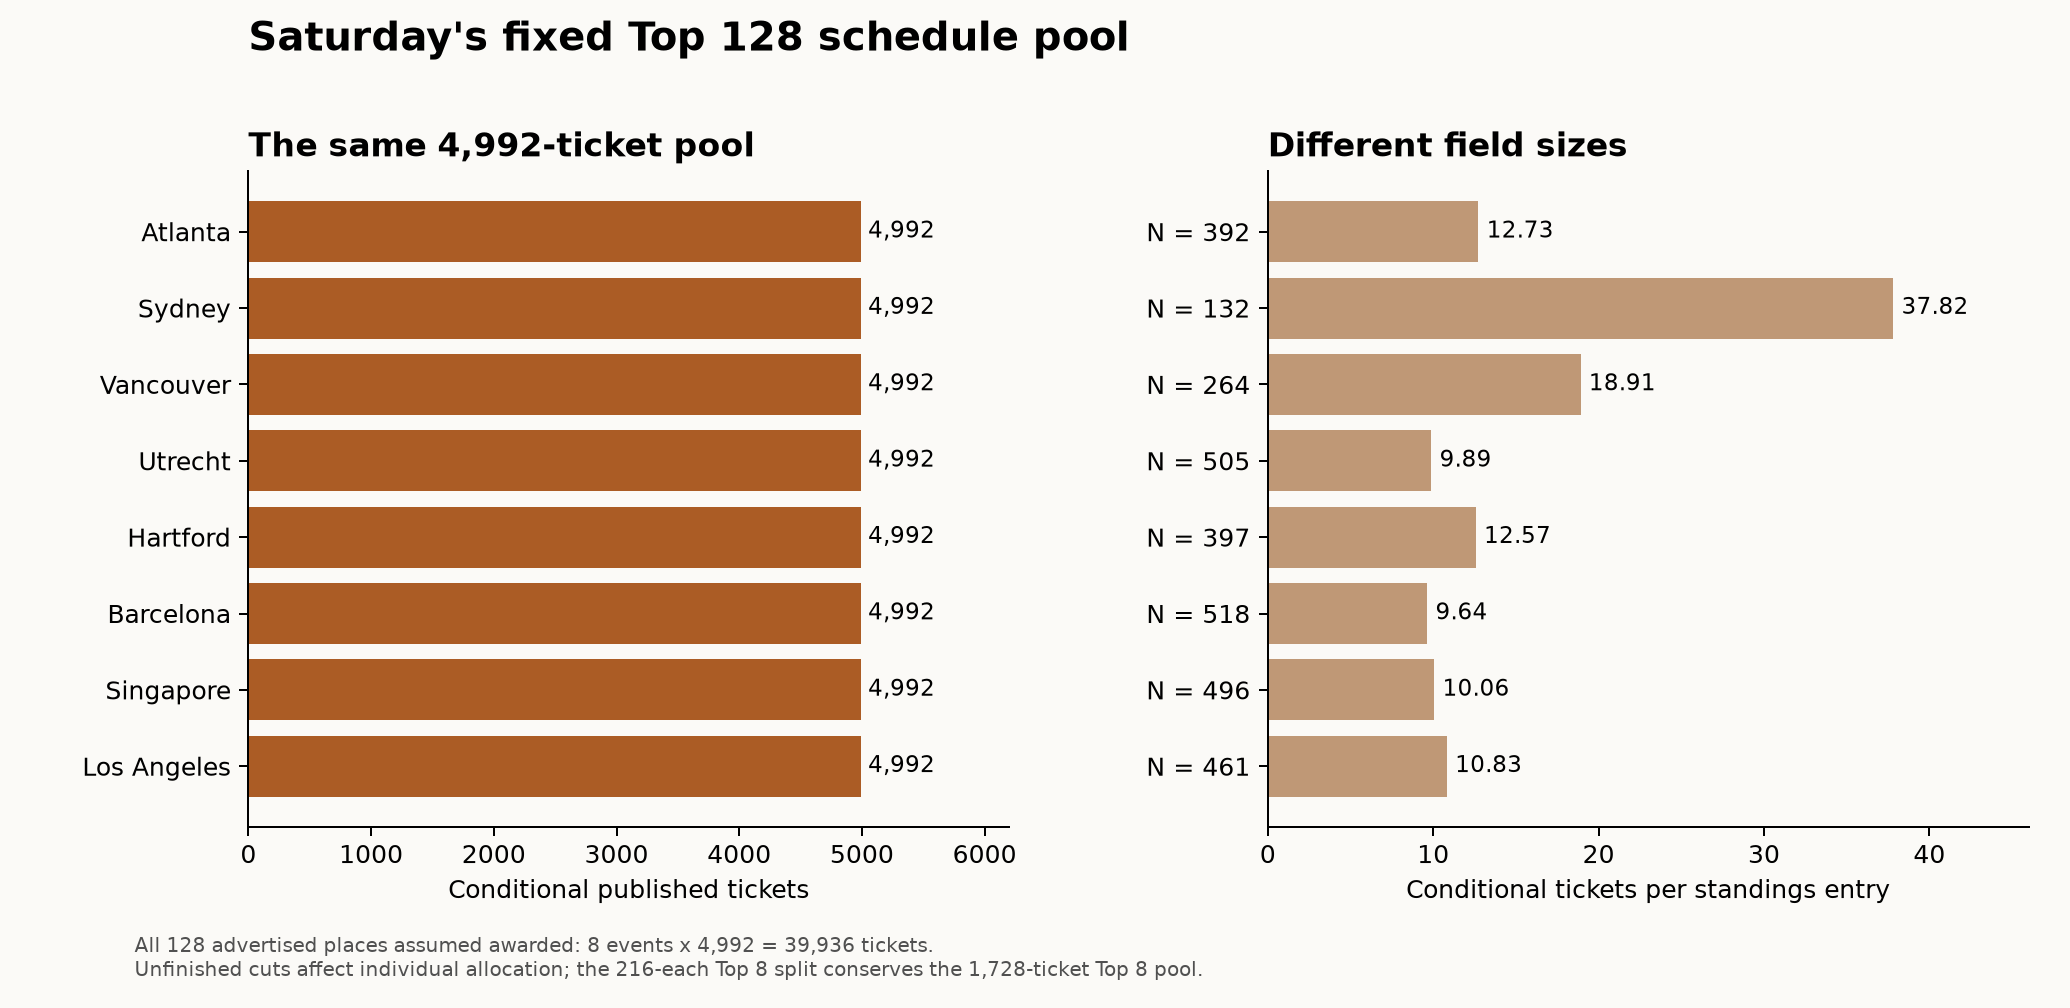 Saturday's fixed Top 128 schedule pool
The same 4,992-ticket pool
Atlanta 4,992
Sydney 4,992
Vancouver 4,992
Utrecht 4,992
Hartford 4,992
Barcelona 4,992
Singapore 4,992
Los Angeles 4,992
0 1000 2000 3000 4000 5000 6000
Conditional published tickets
Different field sizes
N = 392 12.73
N = 132 37.82
N = 264 18.91
N = 505 9.89
N = 397 12.57
N = 518 9.64
N = 496 10.06
N = 461 10.83
0 10 20 30 40
Conditional tickets per standings entry
All 128 advertised places assumed awarded: 8 events x 4,992 = 39,936 tickets.
Unfinished cuts affect individual allocation; the 216-each Top 8 split conserves the 1,728-ticket Top 8 pool.